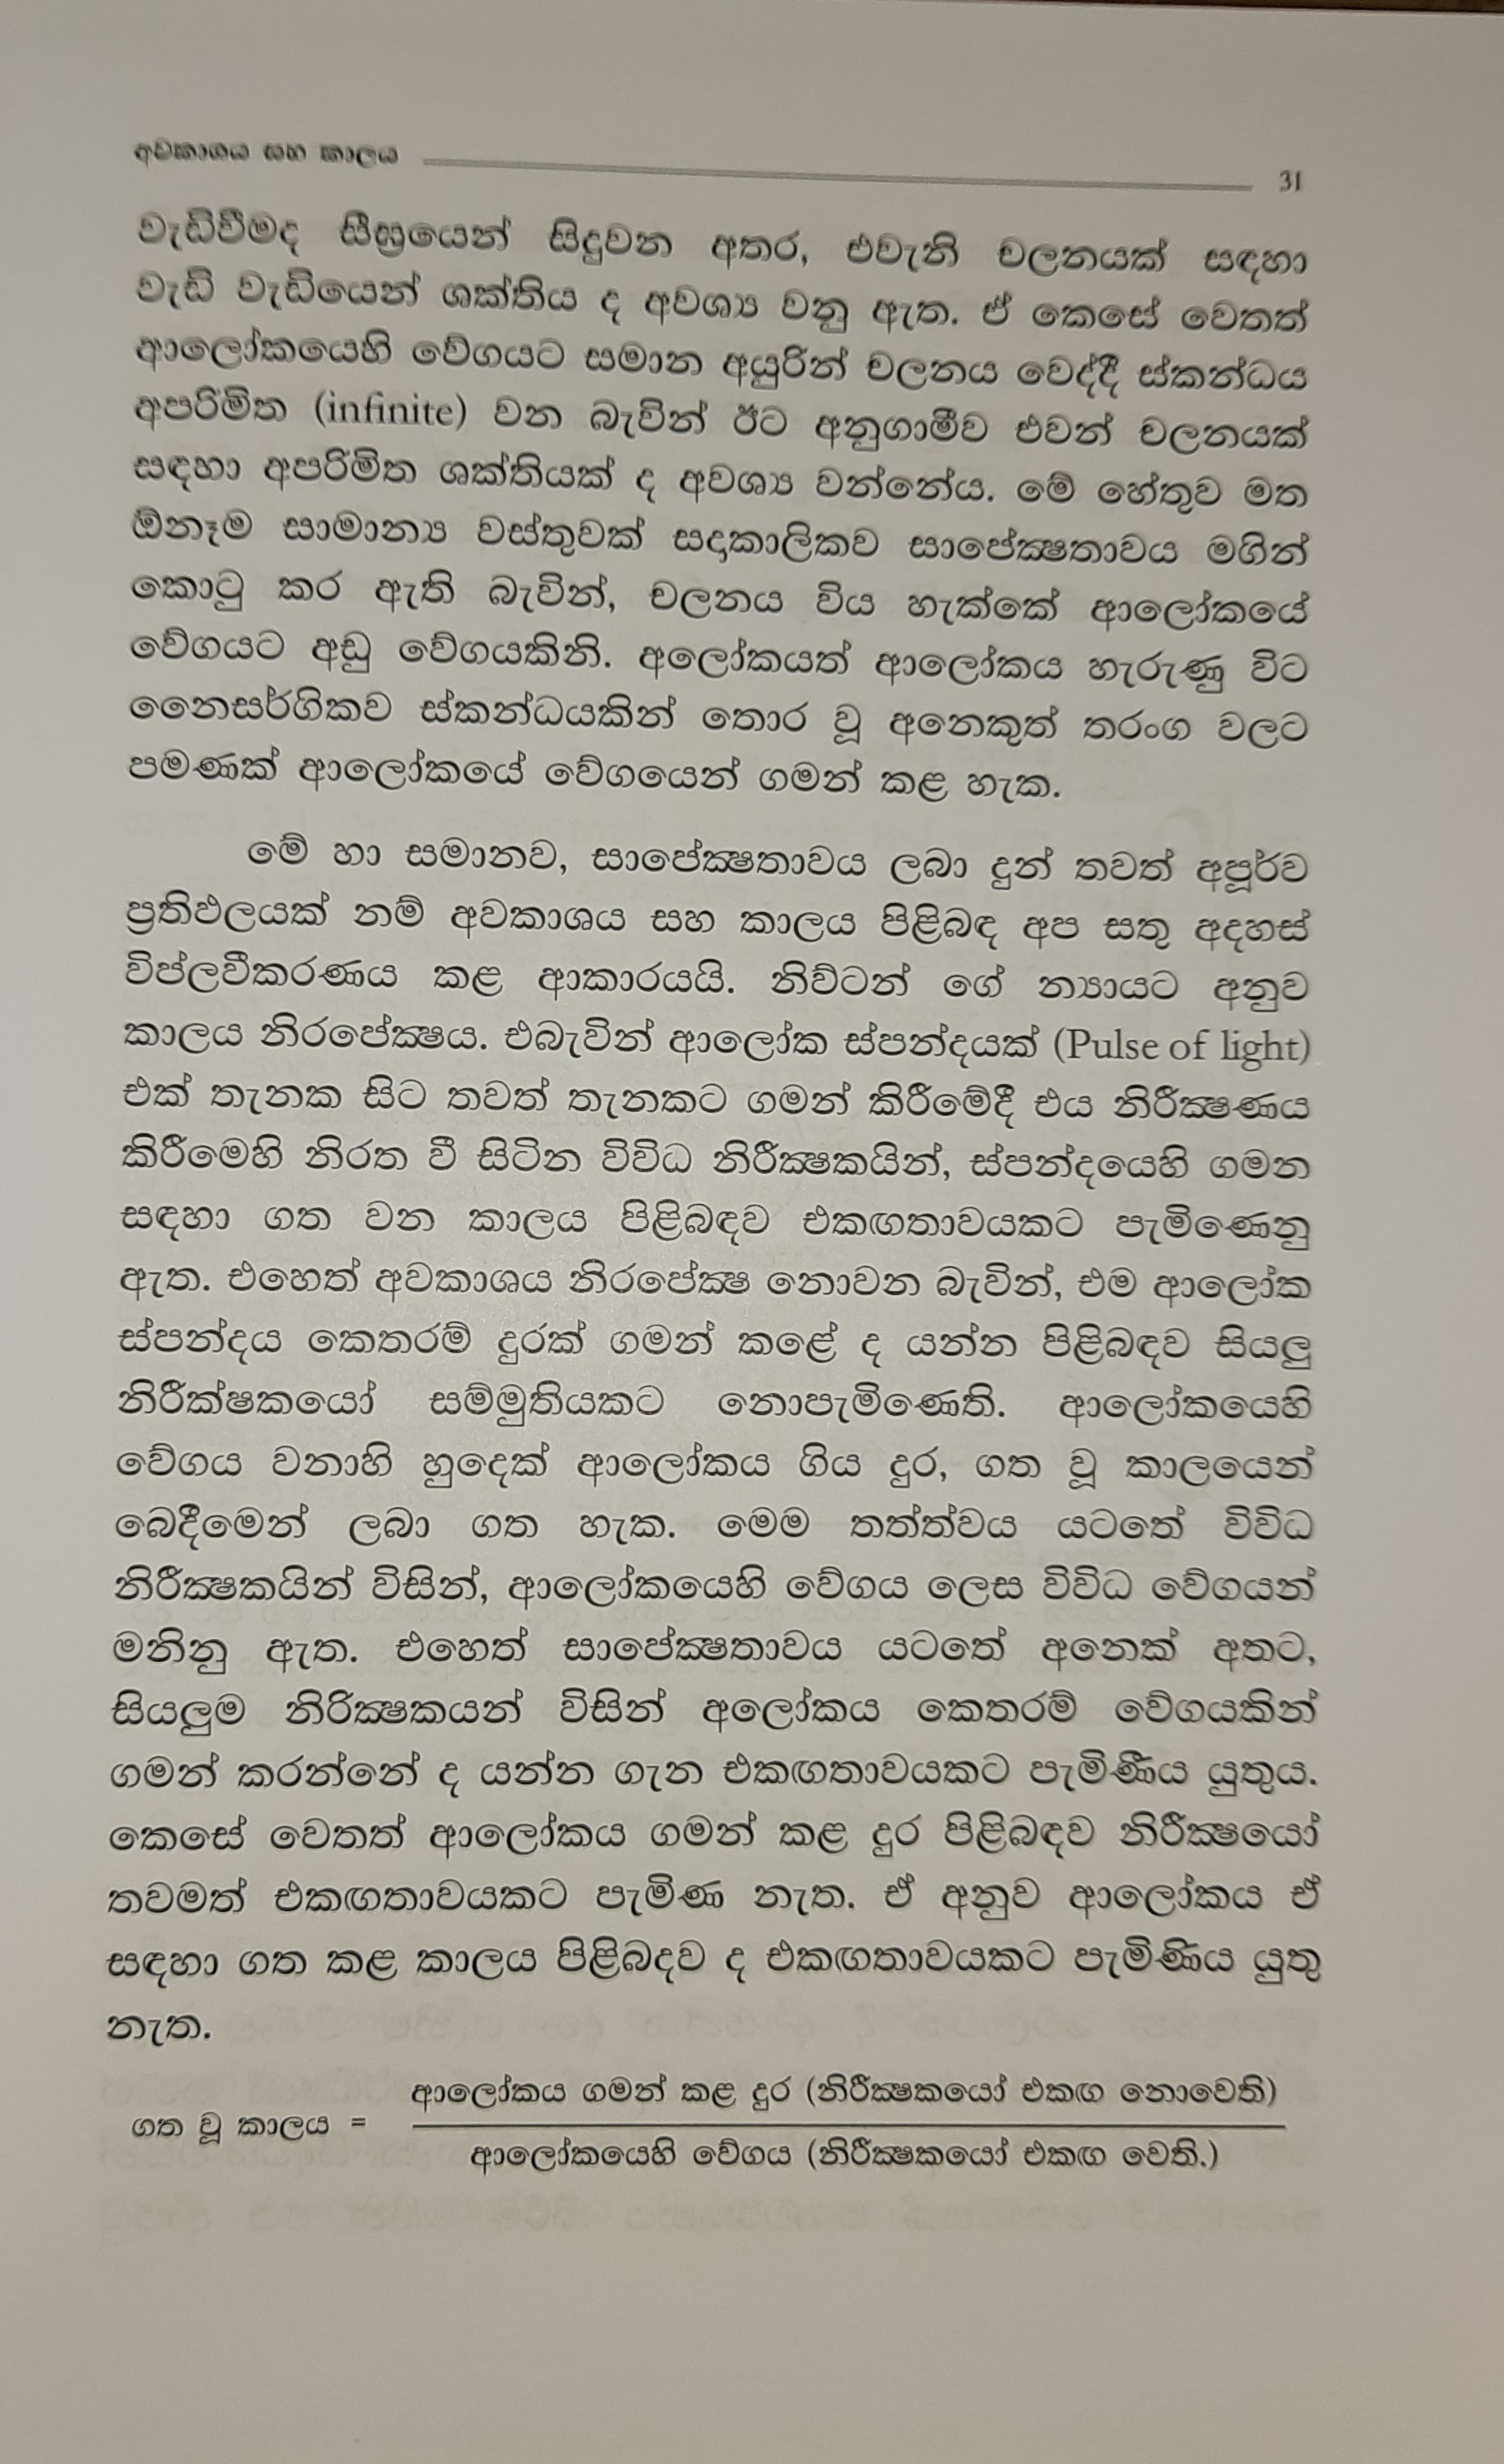 අවකාශය සහ කාලය 31
වැඩිවීමද සීඝ්‍රයෙන් සිදුවන අතර, එවැනි චලනයක් සඳහා
වැඩි වැඩියෙන් ශක්තිය ද අවශ්‍ය වනු ඇත. ඒ කෙසේ වෙතත්
ආලෝකයෙහි වේගයට සමාන අයුරින් චලනය වෙද්දී ස්කන්ධය
අපරිමිත (infinite) වන බැවින් ඊට අනුගාමීව එවන් චලනයක්
සඳහා අපරිමිත ශක්තියක් ද අවශ්‍ය වන්නේය. මේ හේතුව මත
ඕනෑම සාමාන්‍ය වස්තුවක් සදාකාලිකව සාපේක්‍ෂතාවය මගින්
කොටු කර ඇති බැවින්, චලනය විය හැක්කේ ආලෝකයේ
වේගයට අඩු වේගයකිනි. අලෝකයත් ආලෝකය හැරුණු විට
නෛසර්ගිකව ස්කන්ධයකින් තොර වූ අනෙකුත් තරංග වලට
පමණක් ආලෝකයේ වේගයෙන් ගමන් කළ හැක.
මේ හා සමානව, සාපේක්‍ෂතාවය ලබා දුන් තවත් අපූර්ව
ප්‍රතිඵලයක් නම් අවකාශය සහ කාලය පිළිබඳ අප සතු අදහස්
විප්ලවීකරණය කළ ආකාරයයි. නිව්ටන් ගේ න්‍යායට අනුව
කාලය නිරපේක්‍ෂය. එබැවින් ආලෝක ස්පන්දයක් (Pulse of light)
එක් තැනක සිට තවත් තැනකට ගමන් කිරීමේදී එය නිරීක්‍ෂණය
කිරීමෙහි නිරත වී සිටින විවිධ නිරීක්‍ෂකයින්, ස්පන්දයෙහි ගමන
සඳහා ගත වන කාලය පිළිබඳව එකඟතාවයකට පැමිණෙනු
ඇත. එහෙත් අවකාශය නිරපේක්‍ෂ නොවන බැවින්, එම ආලෝක
ස්පන්දය කෙතරම් දුරක් ගමන් කළේ ද යන්න පිළිබඳව සියලු
නිරීක්ෂකයෝ සම්මුතියකට නොපැමිණෙති. ආලෝකයෙහි
වේගය වනාහි හුදෙක් ආලෝකය ගිය දුර, ගත වූ කාලයෙන්
බෙදීමෙන් ලබා ගත හැක. මෙම තත්ත්වය යටතේ විවිධ
නිරීක්‍ෂකයින් විසින්, ආලෝකයෙහි වේගය ලෙස විවිධ වේගයන්
මනිනු ඇත. එහෙත් සාපේක්‍ෂතාවය යටතේ අනෙක් අතට,
සියලුම නිරික්‍ෂකයන් විසින් අලෝකය කෙතරම් වේගයකින්
ගමන් කරන්නේ ද යන්න ගැන එකඟතාවයකට පැමිණීය යුතුය.
කෙසේ වෙතත් ආලෝකය ගමන් කළ දුර පිළිබඳව නිරීක්‍ෂයෝ
තවමත් එකඟතාවයකට පැමිණ නැත. ඒ අනුව ආලෝකය ඒ
සඳහා ගත කළ කාලය පිළිබදව ද එකඟතාවයකට පැමිණිය යුතු
නැත.
ආලෝකය ගමන් කළ දුර (නිරීක්‍ෂකයෝ එකඟ නොවෙති)
ගත වූ කාලය =
ආලෝකයෙහි වේගය (නිරීක්‍ෂකයෝ එකඟ වෙති.)